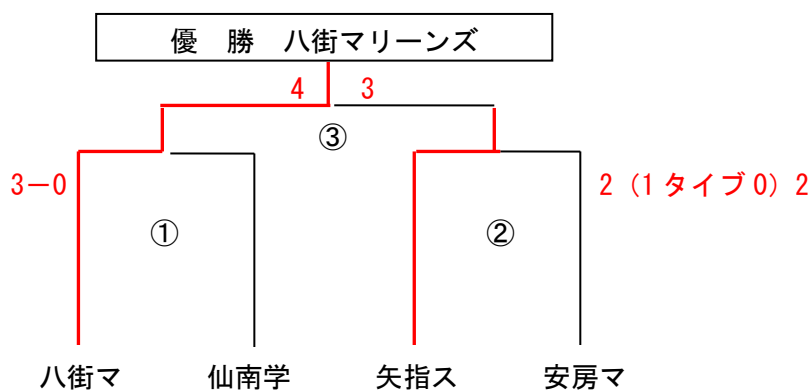 優　勝　八街マリーンズ
4 3
③
3－0
2（1タイブ0）2
① ②
八街マ 仙南学 矢指ス 安房マ